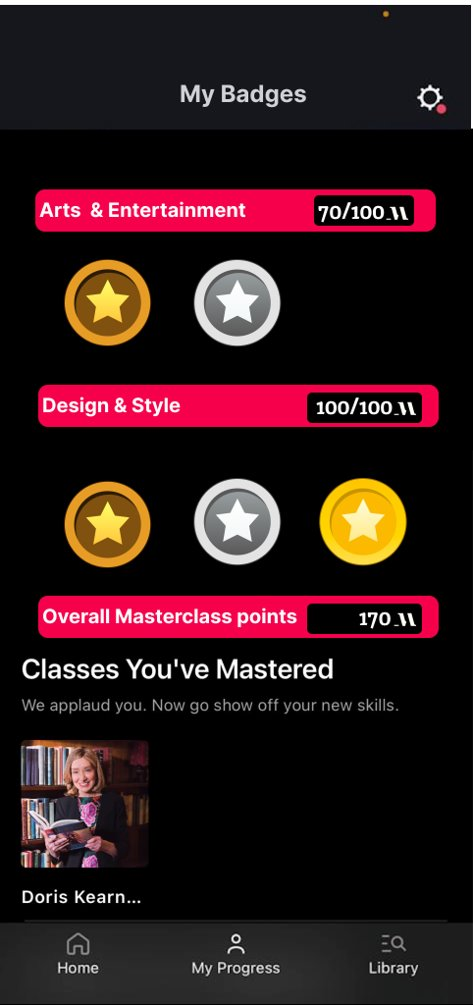 My Badges
Arts & Entertainment 70/100
Design & Style 100/100
Overall Masterclass points 170
Classes You've Mastered
We applaud you. Now go show off your new skills.
Doris Kearn...
Home My Progress Library